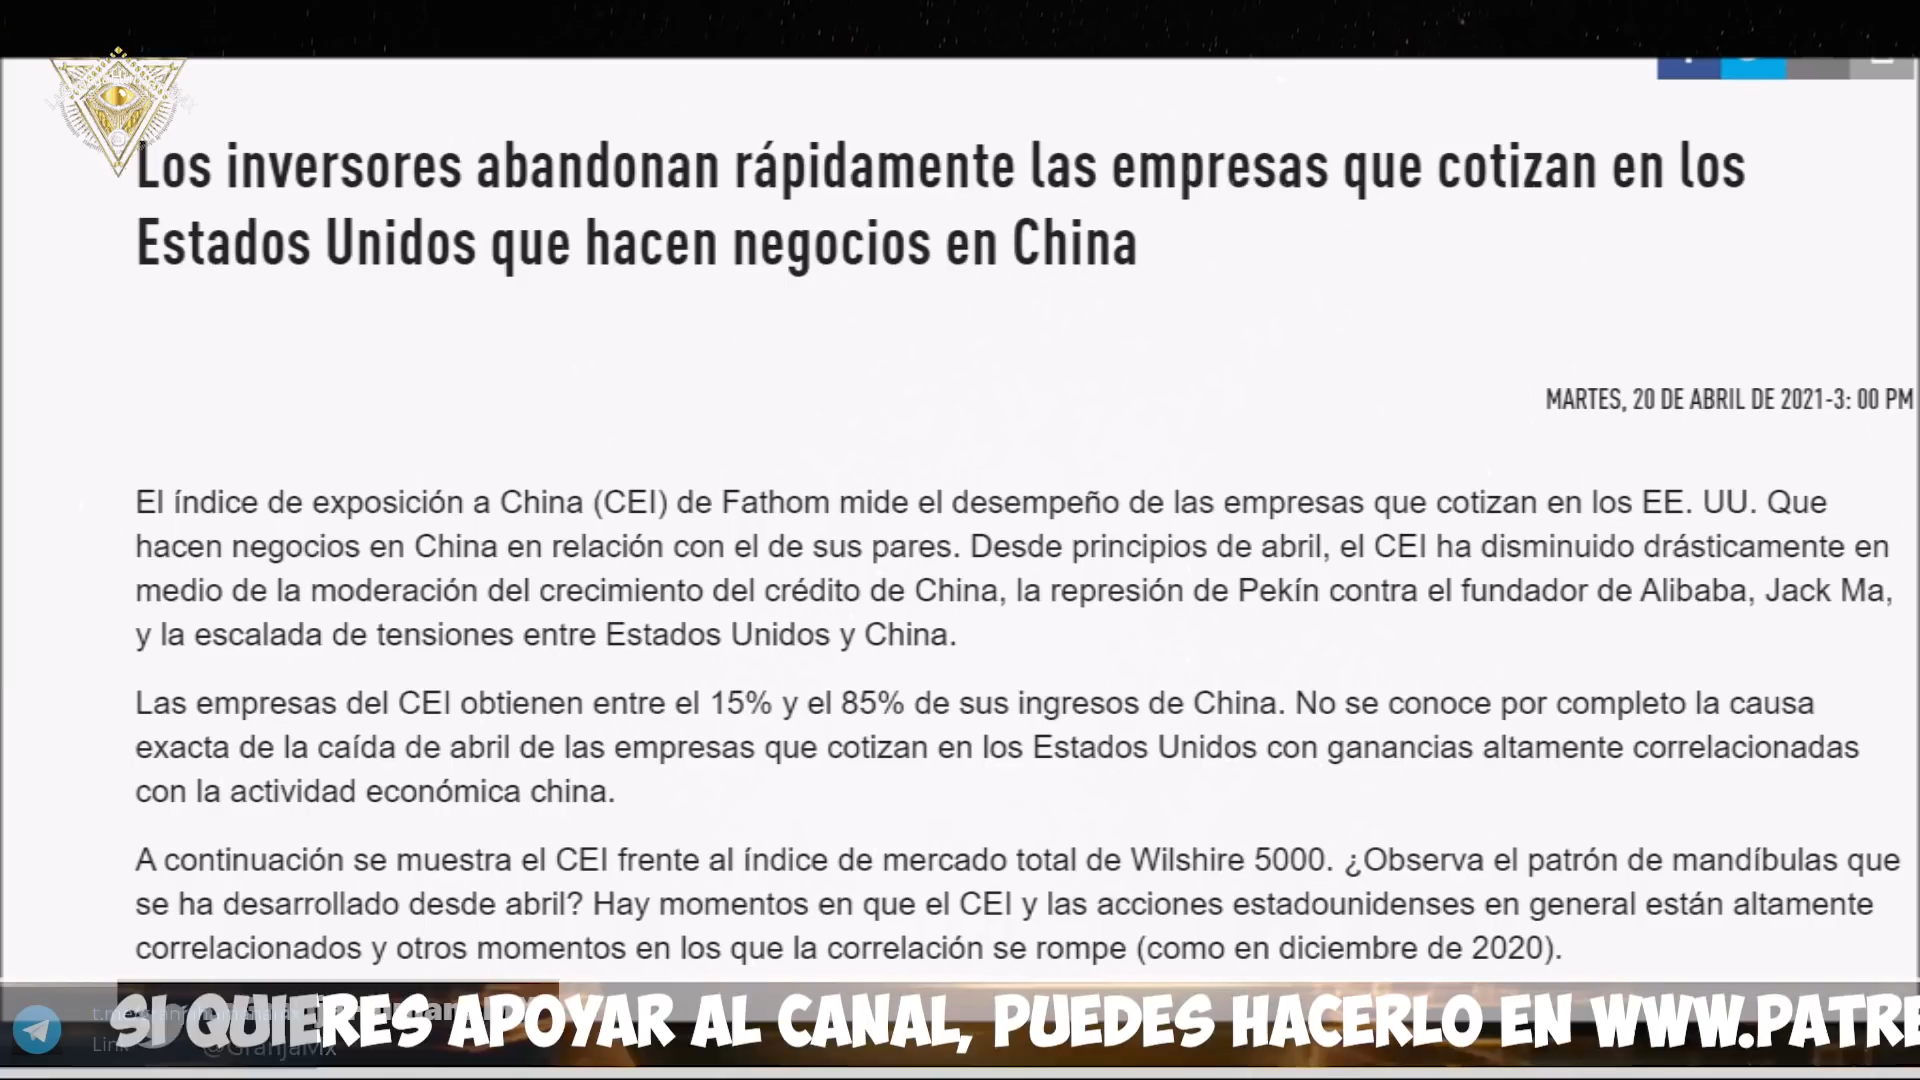 Los inversores abandonan rápidamente las empresas que cotizan en los
Estados Unidos que hacen negocios en China
MARTES, 20 DE ABRIL DE 2021-3: 00 PM
El índice de exposición a China (CEI) de Fathom mide el desempeño de las empresas que cotizan en los EE. UU. Que
hacen negocios en China en relación con el de sus pares. Desde principios de abril, el CEI ha disminuido drásticamente en
medio de la moderación del crecimiento del crédito de China, la represión de Pekín contra el fundador de Alibaba, Jack Ma,
y la escalada de tensiones entre Estados Unidos y China.
Las empresas del CEI obtienen entre el 15% y el 85% de sus ingresos de China. No se conoce por completo la causa
exacta de la caída de abril de las empresas que cotizan en los Estados Unidos con ganancias altamente correlacionadas
con la actividad económica china.
A continuación se muestra el CEI frente al índice de mercado total de Wilshire 5000. ¿Observa el patrón de mandíbulas que
se ha desarrollado desde abril? Hay momentos en que el CEI y las acciones estadounidenses en general están altamente
correlacionados y otros momentos en los que la correlación se rompe (como en diciembre de 2020).
SI QUIERES APOYAR AL CANAL, PUEDES HACERLO EN WWW.PATRE
Link @GranjaMx